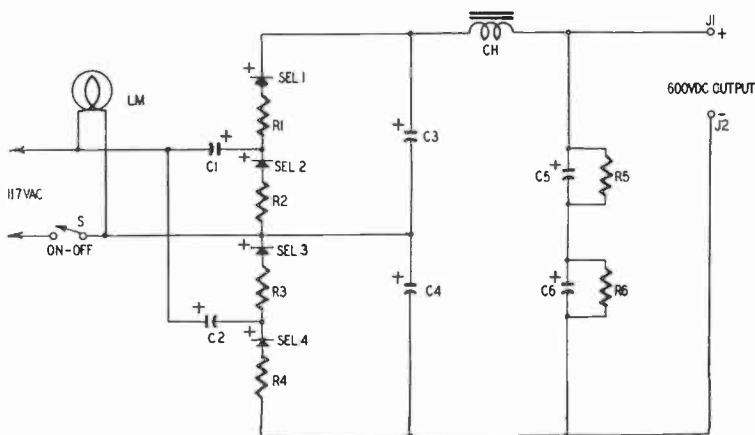 J1
+
SEL 1
CH
600VDC OUTPUT
LM
R1
J2
C1
SEL 2
C3
117VAC
R2
C5
R5
S
ON-OFF
SEL 3
R3
C4
C6
R6
C2
SEL 4
R4